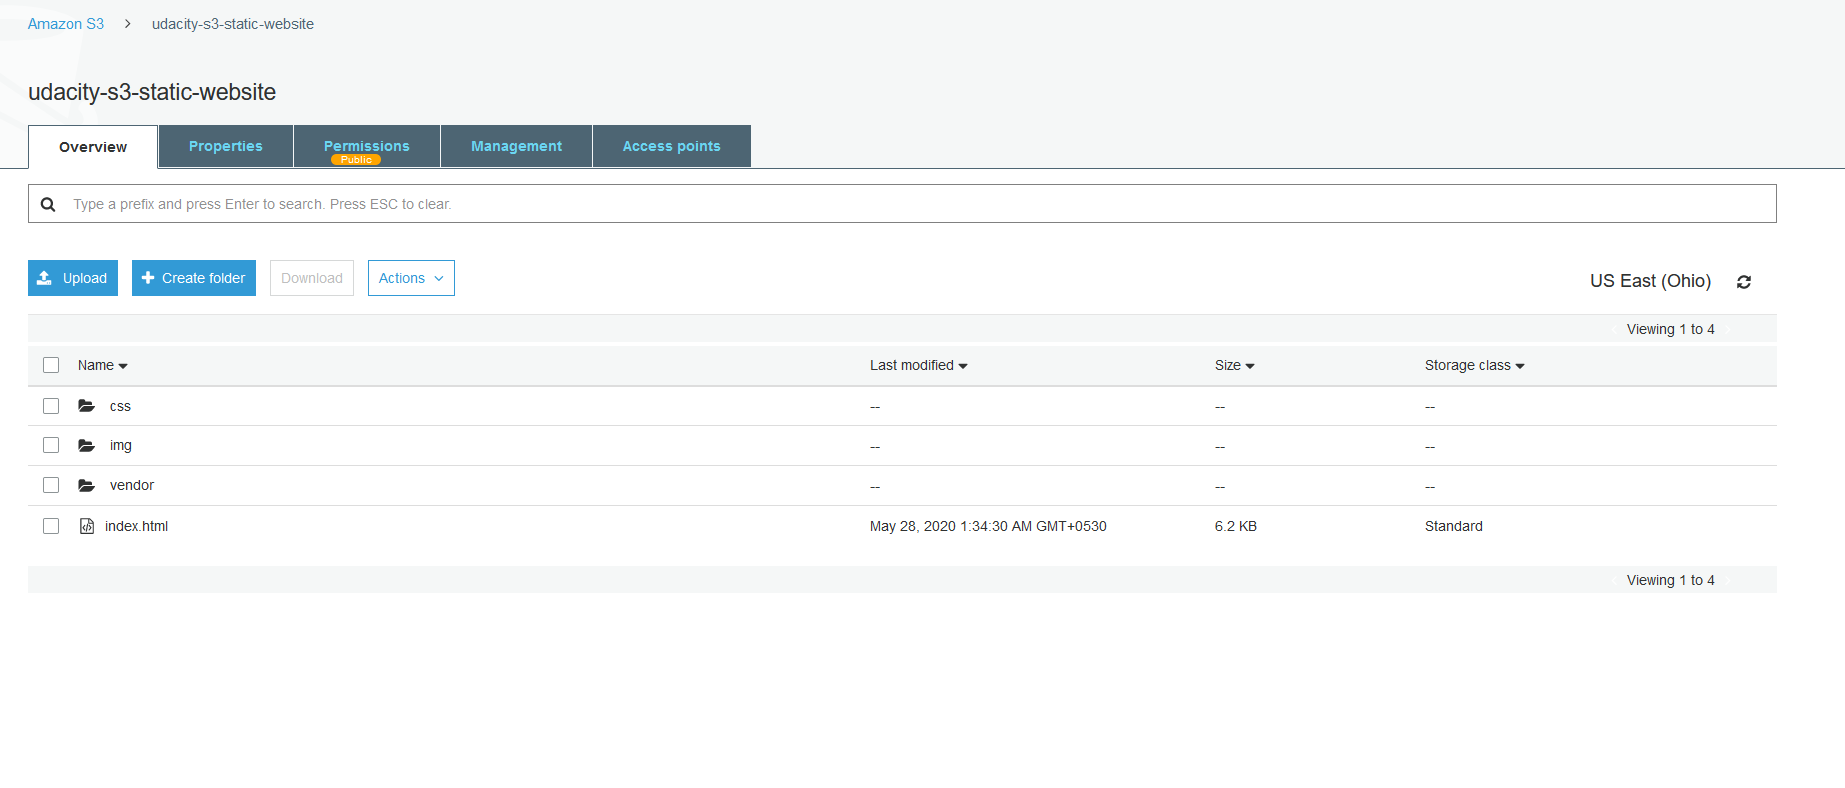 Amazon S3 > udacity-s3-static-website
udacity-s3-static-website
Overview Properties Permissions Management Access points
Public
Type a prefix and press Enter to search. Press ESC to clear.
Upload Create folder Download Actions US East (Ohio)
Viewing 1 to 4
Name Last modified Size Storage class
css -- -- --
img -- -- --
vendor -- -- --
index.html May 28, 2020 1:34:30 AM GMT+0530 6.2 KB Standard
Viewing 1 to 4